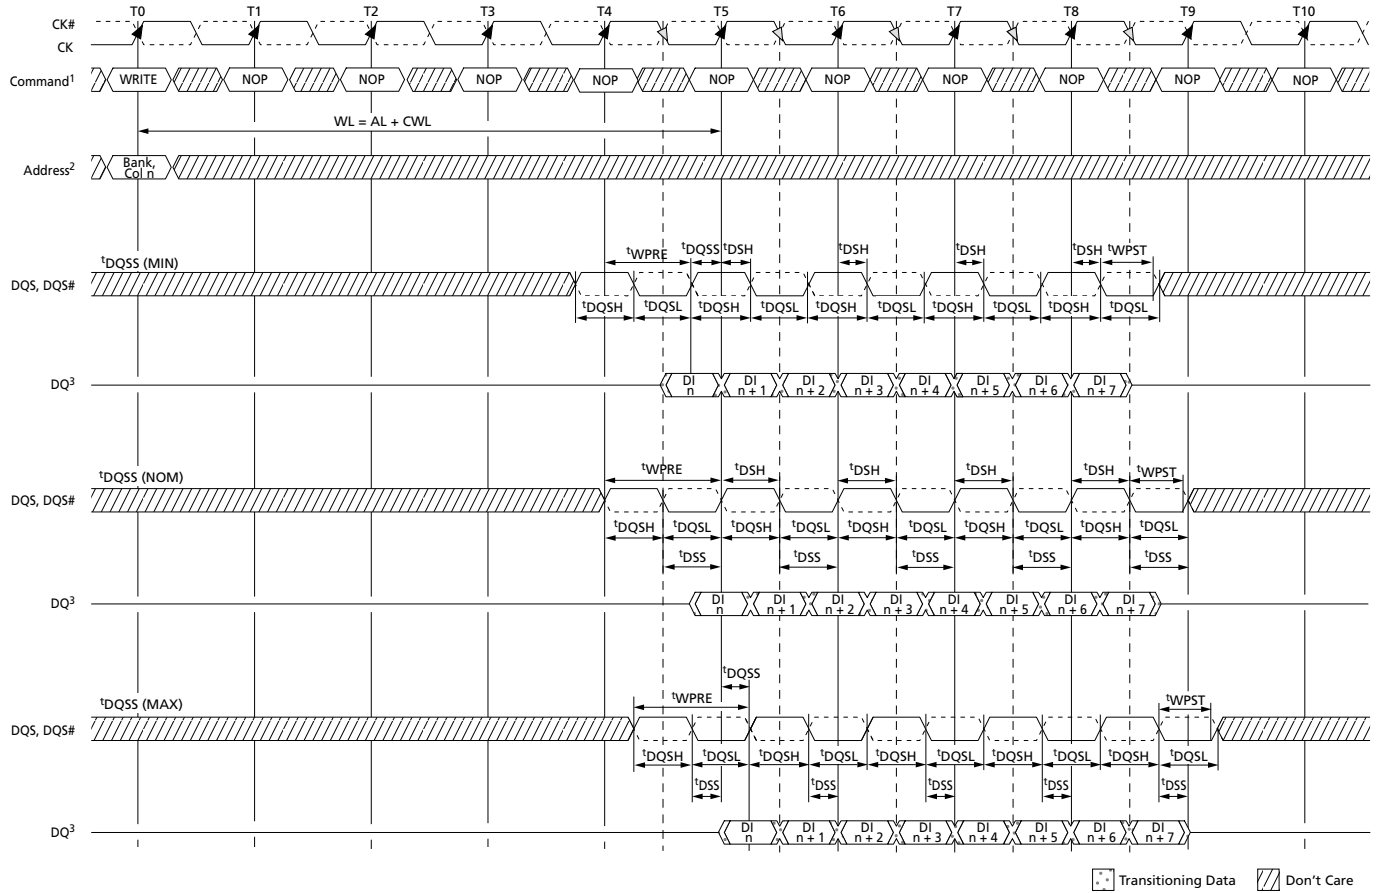 T0 T1 T2 T3 T4 T5 T6 T7 T8 T9 T10
CK#
CK
Command1 WRITE NOP NOP NOP NOP NOP NOP NOP NOP NOP NOP
WL = AL + CWL
Address2 Bank, Col n
tDQSS (MIN) tWPRE tDQSS tDSH tDSH tDSH tDSH tWPST
DQS, DQS#
tDQSH tDQSL tDQSH tDQSL tDQSH tDQSL tDQSH tDQSL tDQSH tDQSL
DQ3 DI n DI n + 1 DI n + 2 DI n + 3 DI n + 4 DI n + 5 DI n + 6 DI n + 7
tDQSS (NOM) tWPRE tDSH tDSH tDSH tDSH tWPST
DQS, DQS#
tDQSH tDQSL tDQSH tDQSL tDQSH tDQSL tDQSH tDQSL tDQSH tDQSL
tDSS tDSS tDSS tDSS tDSS
DQ3 DI n DI n + 1 DI n + 2 DI n + 3 DI n + 4 DI n + 5 DI n + 6 DI n + 7
tDQSS
tDQSS (MAX) tWPRE tWPST
DQS, DQS#
tDQSH tDQSL tDQSH tDQSL tDQSH tDQSL tDQSH tDQSL tDQSH tDQSL
tDSS tDSS tDSS tDSS tDSS
DQ3 DI n DI n + 1 DI n + 2 DI n + 3 DI n + 4 DI n + 5 DI n + 6 DI n + 7
Transitioning Data Don't Care